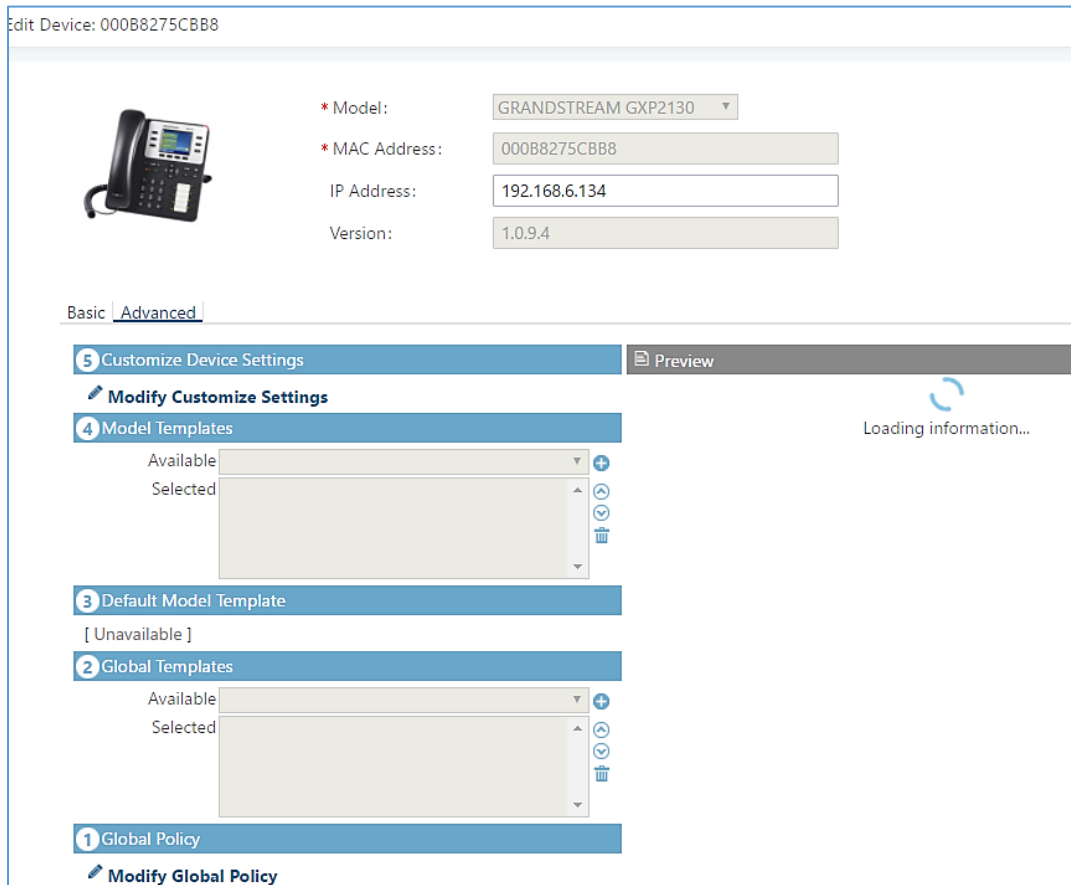 Edit Device: 000B8275CBB8
* Model: GRANDSTREAM GXP2130
* MAC Address: 000B8275CBB8
IP Address: 192.168.6.134
Version: 1.0.9.4
Basic Advanced
5 Customize Device Settings
Preview
Modify Customize Settings
Loading information...
4 Model Templates
Available
Selected
3 Default Model Template
[ Unavailable ]
2 Global Templates
Available
Selected
1 Global Policy
Modify Global Policy